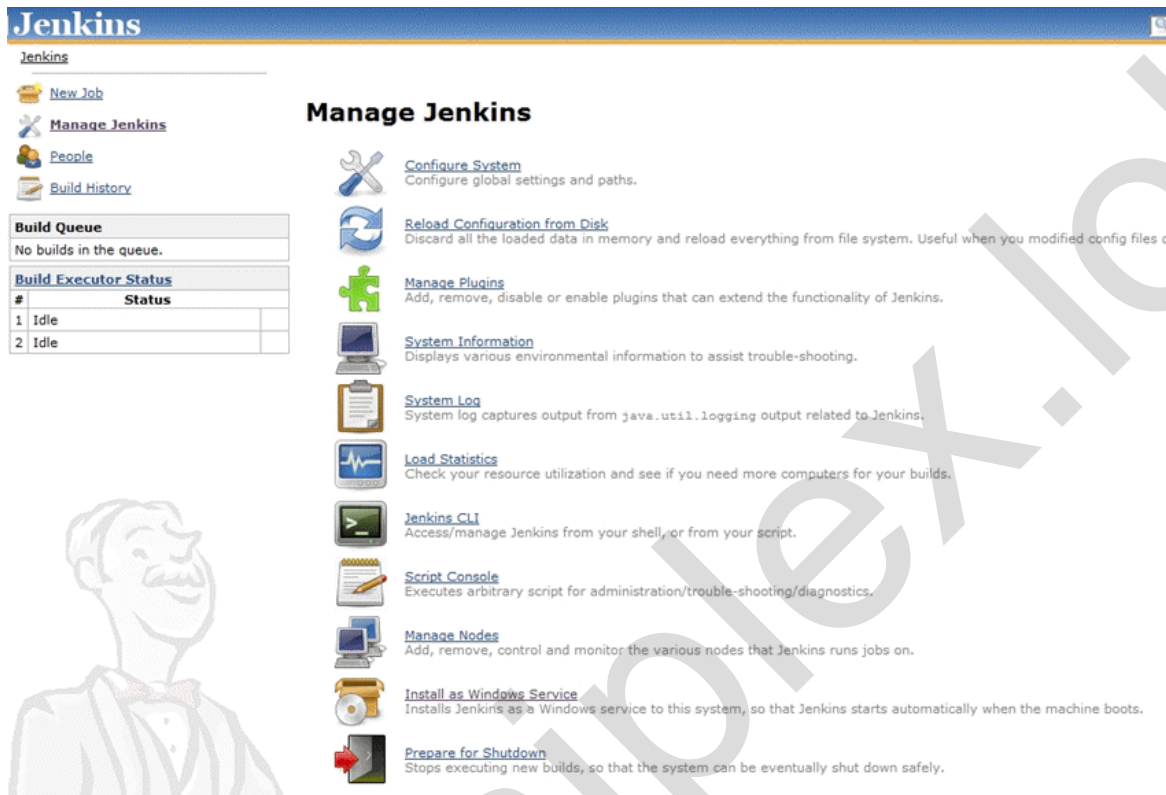 Jenkins
Jenkins
New Job
Manage Jenkins
People
Build History
Build Queue
No builds in the queue.
Build Executor Status
# Status
1 Idle
2 Idle
Manage Jenkins
Configure System
Configure global settings and paths.
Reload Configuration from Disk
Discard all the loaded data in memory and reload everything from file system. Useful when you modified config files
Manage Plugins
Add, remove, disable or enable plugins that can extend the functionality of Jenkins.
System Information
Displays various environmental information to assist trouble-shooting.
System Log
System log captures output from java.util.logging output related to Jenkins.
Load Statistics
Check your resource utilization and see if you need more computers for your builds.
Jenkins CLI
Access/manage Jenkins from your shell, or from your script.
Script Console
Executes arbitrary script for administration/trouble-shooting/diagnostics.
Manage Nodes
Add, remove, control and monitor the various nodes that Jenkins runs jobs on.
Install as Windows Service
Installs Jenkins as a Windows service to this system, so that Jenkins starts automatically when the machine boots.
Prepare for Shutdown
Stops executing new builds, so that the system can be eventually shut down safely.